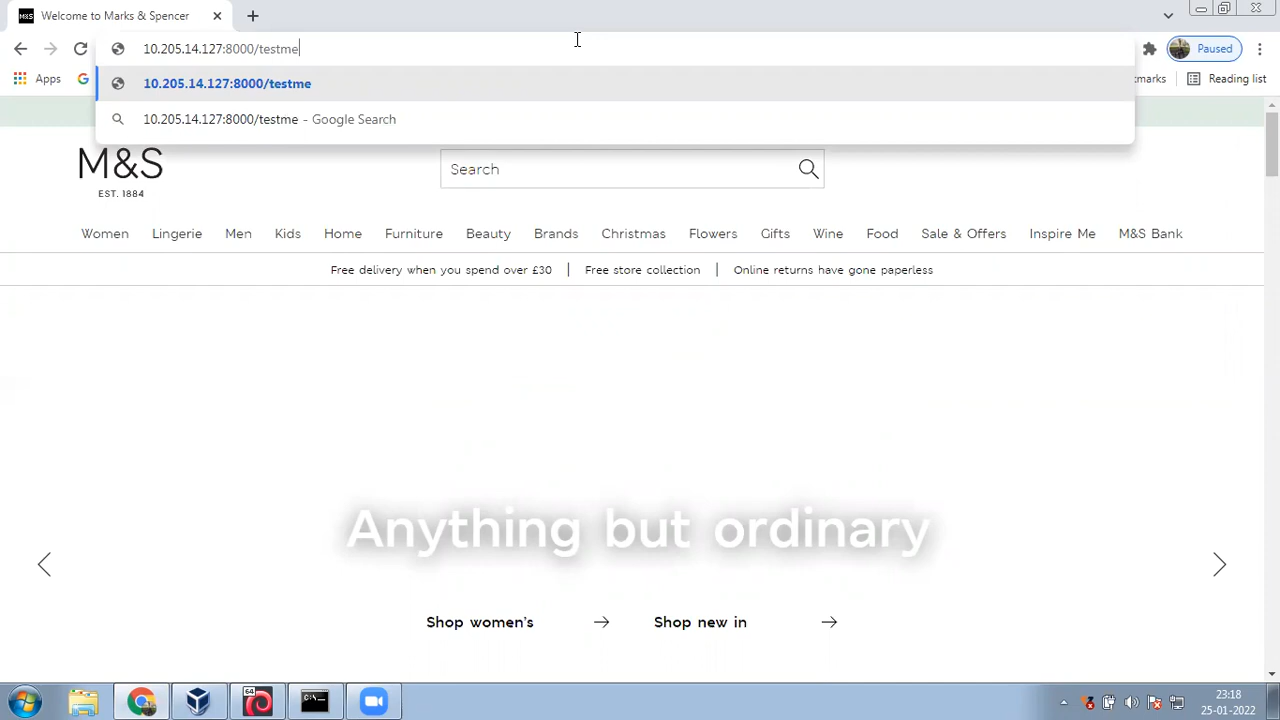 Welcome to Marks & Spencer
10.205.14.127:8000/testme
Paused
10.205.14.127:8000/testme
Apps
marks
Reading list
10.205.14.127:8000/testme – Google Search
M&S
EST. 1884
Search
Women Lingerie Men Kids Home Furniture Beauty Brands Christmas Flowers Gifts Wine Food Sale & Offers Inspire Me M&S Bank
Free delivery when you spend over £30 | Free store collection | Online returns have gone paperless
Anything but ordinary
Shop women's → Shop new in →
64
23:18
25-01-2022